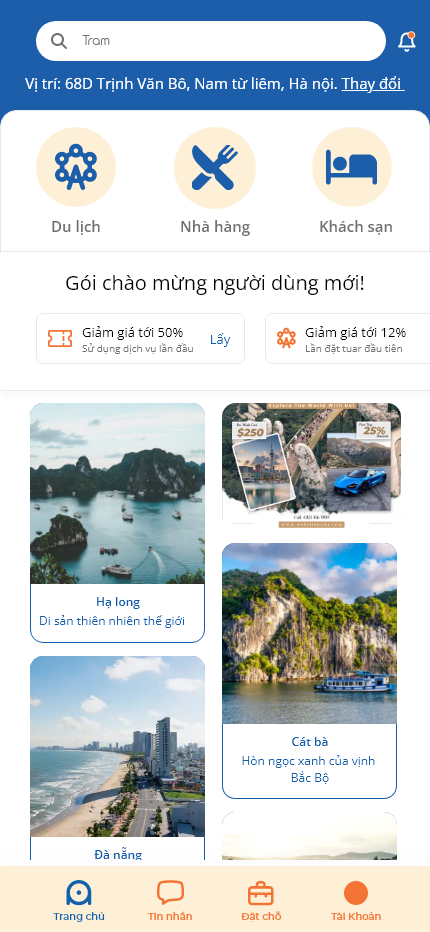 Tram
Vị trí: 68D Trịnh Văn Bô, Nam từ liêm, Hà nội. Thay đổi
Du lịch
Nhà hàng
Khách sạn
Gói chào mừng người dùng mới!
Giảm giá tới 50%
Sử dụng dịch vụ lần đầu
Lấy
Giảm giá tới 12%
Lần đặt tuar đầu tiên
Explore The World With Us!
$250
25%
Hạ long
Di sản thiên nhiên thế giới
Cát bà
Hòn ngọc xanh của vịnh
Bắc Bộ
Đà nẵng
Trang chủ
Tin nhắn
Đặt chỗ
Tài Khoản